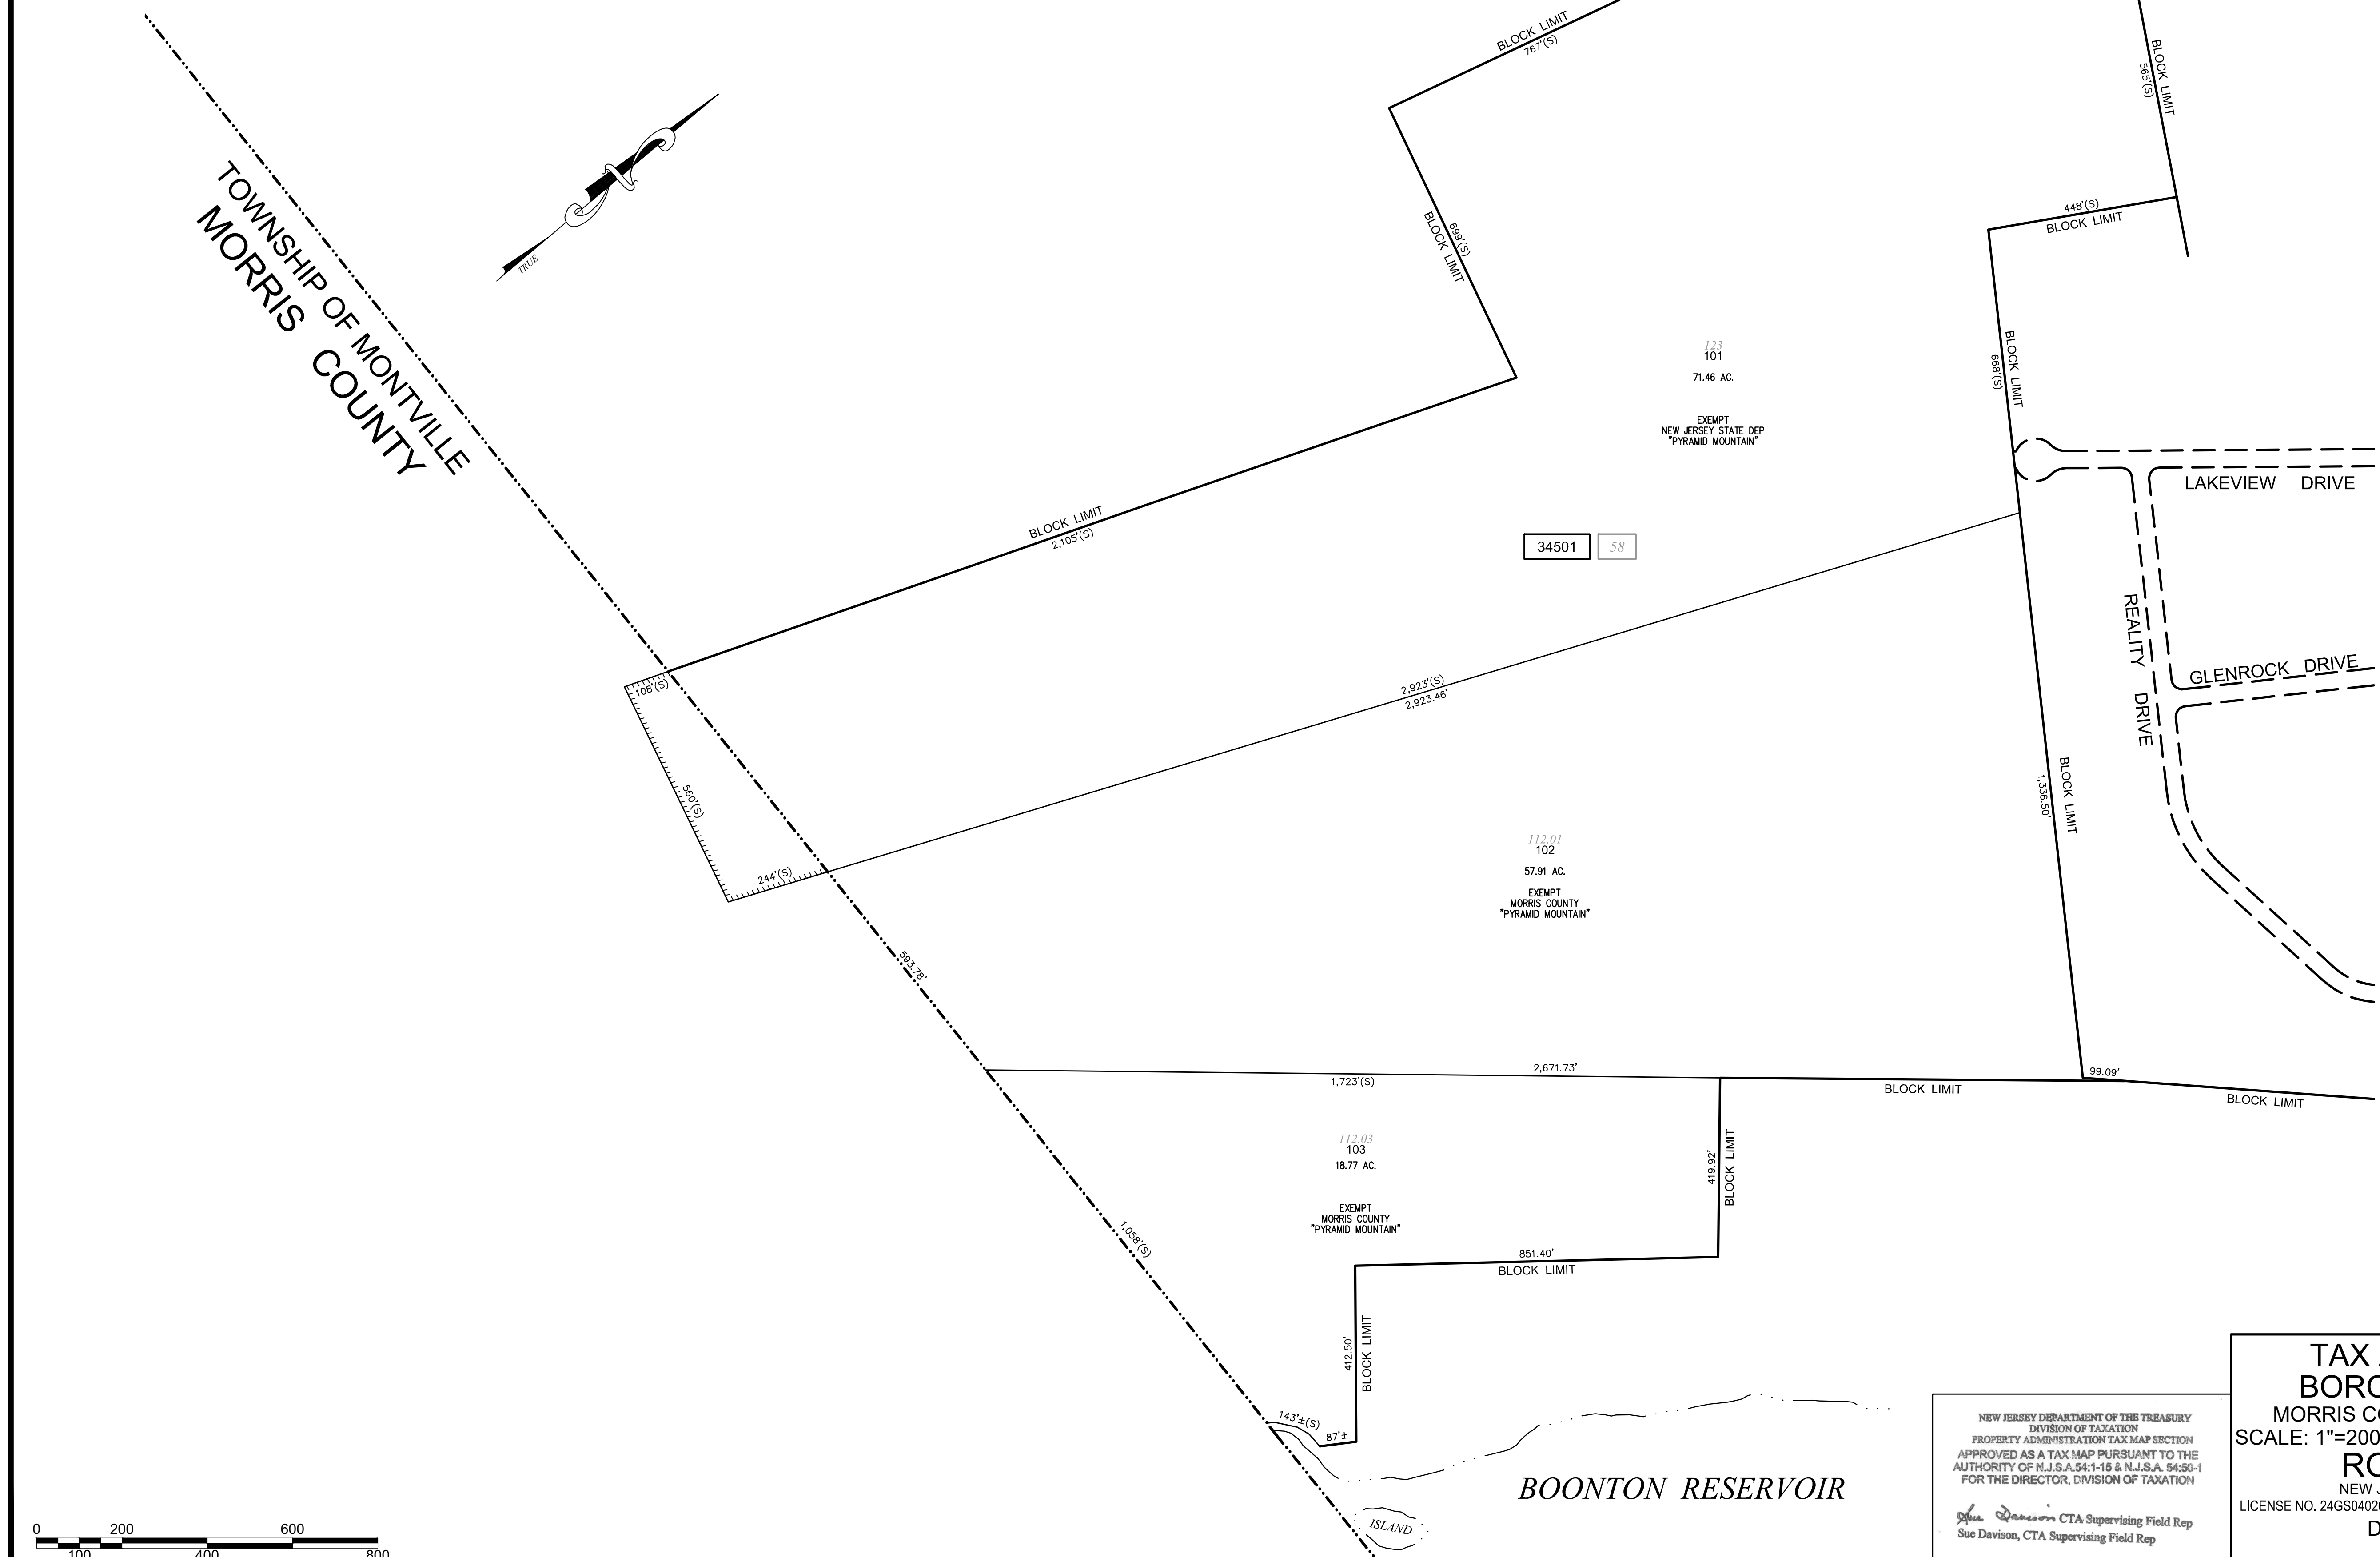 BLOCK LIMIT
767'(S)
BLOCK LIMIT
565'(S)
TOWNSHIP OF MONTVILLE
MORRIS COUNTY
TRUE
699'(S)
BLOCK LIMIT
448'(S)
BLOCK LIMIT
123
101
71.46 AC.
EXEMPT
NEW JERSEY STATE DEP
"PYRAMID MOUNTAIN"
BLOCK LIMIT
668'(S)
LAKEVIEW DRIVE
BLOCK LIMIT
2,105'(S)
34501
58
REALITY DRIVE
GLENROCK DRIVE
108'(S)
2,923'(S)
2,923.46'
560'(S)
244'(S)
BLOCK LIMIT
1,336.50'
112.01
102
57.91 AC.
EXEMPT
MORRIS COUNTY
"PYRAMID MOUNTAIN"
593.78'
2,671.73'
1,723'(S)
99.09'
BLOCK LIMIT
BLOCK LIMIT
112.03
103
18.77 AC.
EXEMPT
MORRIS COUNTY
"PYRAMID MOUNTAIN"
419.92'
BLOCK LIMIT
1,058'(S)
851.40'
BLOCK LIMIT
412.50'
BLOCK LIMIT
143'±(S)
87'±
BOONTON RESERVOIR
ISLAND
NEW JERSEY DEPARTMENT OF THE TREASURY
DIVISION OF TAXATION
PROPERTY ADMINISTRATION TAX MAP SECTION
APPROVED AS A TAX MAP PURSUANT TO THE
AUTHORITY OF N.J.S.A.54:1-15 & N.J.S.A. 54:50-1
FOR THE DIRECTOR, DIVISION OF TAXATION
Sue Davison CTA Supervising Field Rep
Sue Davison, CTA Supervising Field Rep
TAX
BORO
MORRIS CO
SCALE: 1"=200
RO
NEW J
LICENSE NO. 24GS0402
D
0 200 600
100 400 800